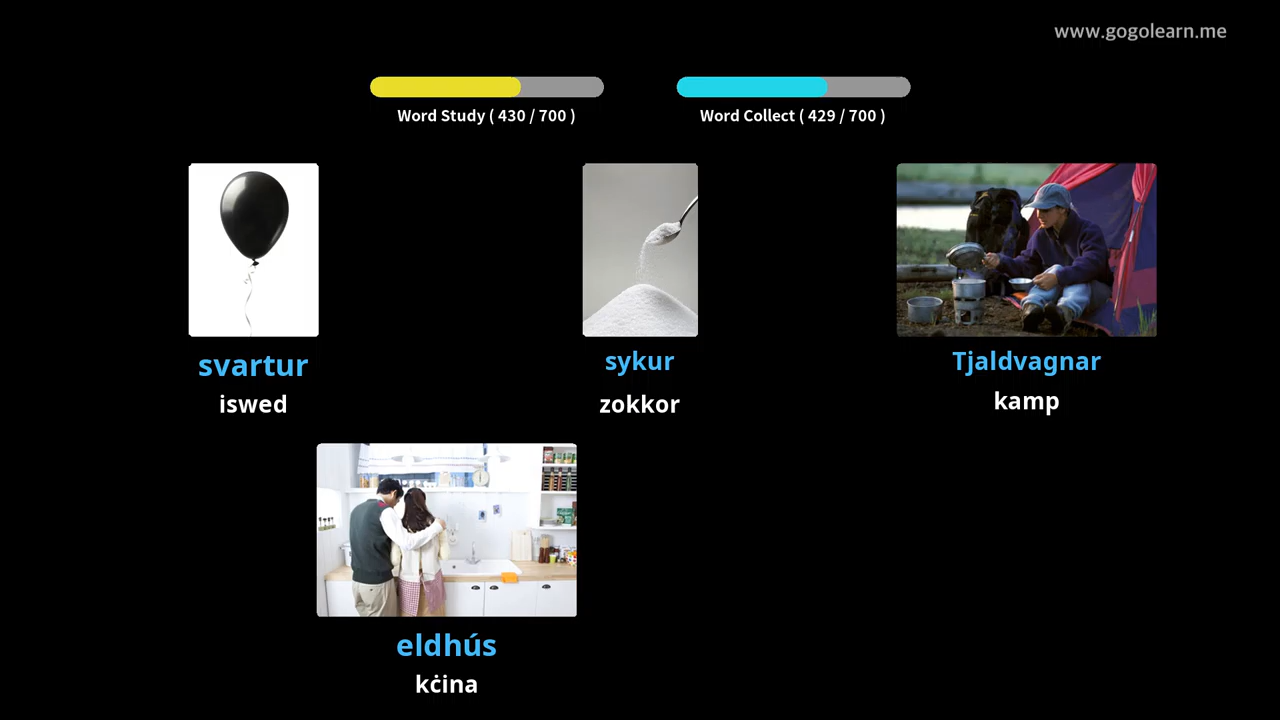 www.gogolearn.me
Word Study ( 430 / 700 )
Word Collect ( 429 / 700 )
svartur
iswed
sykur
zokkor
Tjaldvagnar
kamp
eldhús
kċina